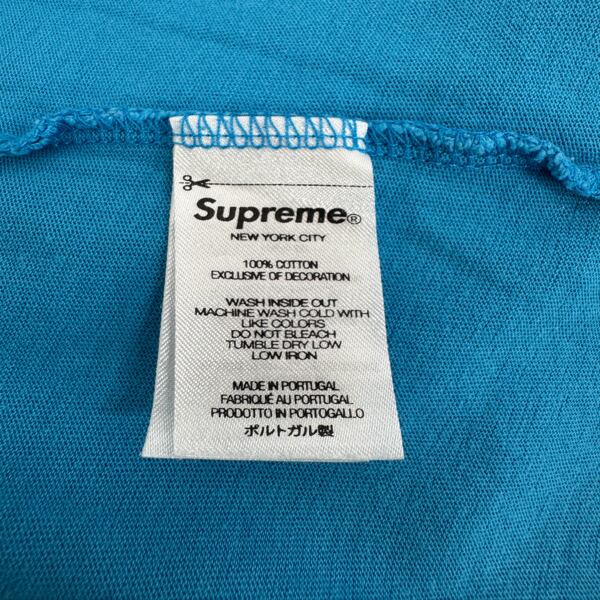 Supreme®
NEW YORK CITY
100% COTTON
EXCLUSIVE OF DECORATION
WASH INSIDE OUT
MACHINE WASH COLD WITH
LIKE COLORS
DO NOT BLEACH
TUMBLE DRY LOW
LOW IRON
MADE IN PORTUGAL
FABRIQUÉ AU PORTUGAL
PRODOTTO IN PORTOGALLO
ポルトガル製